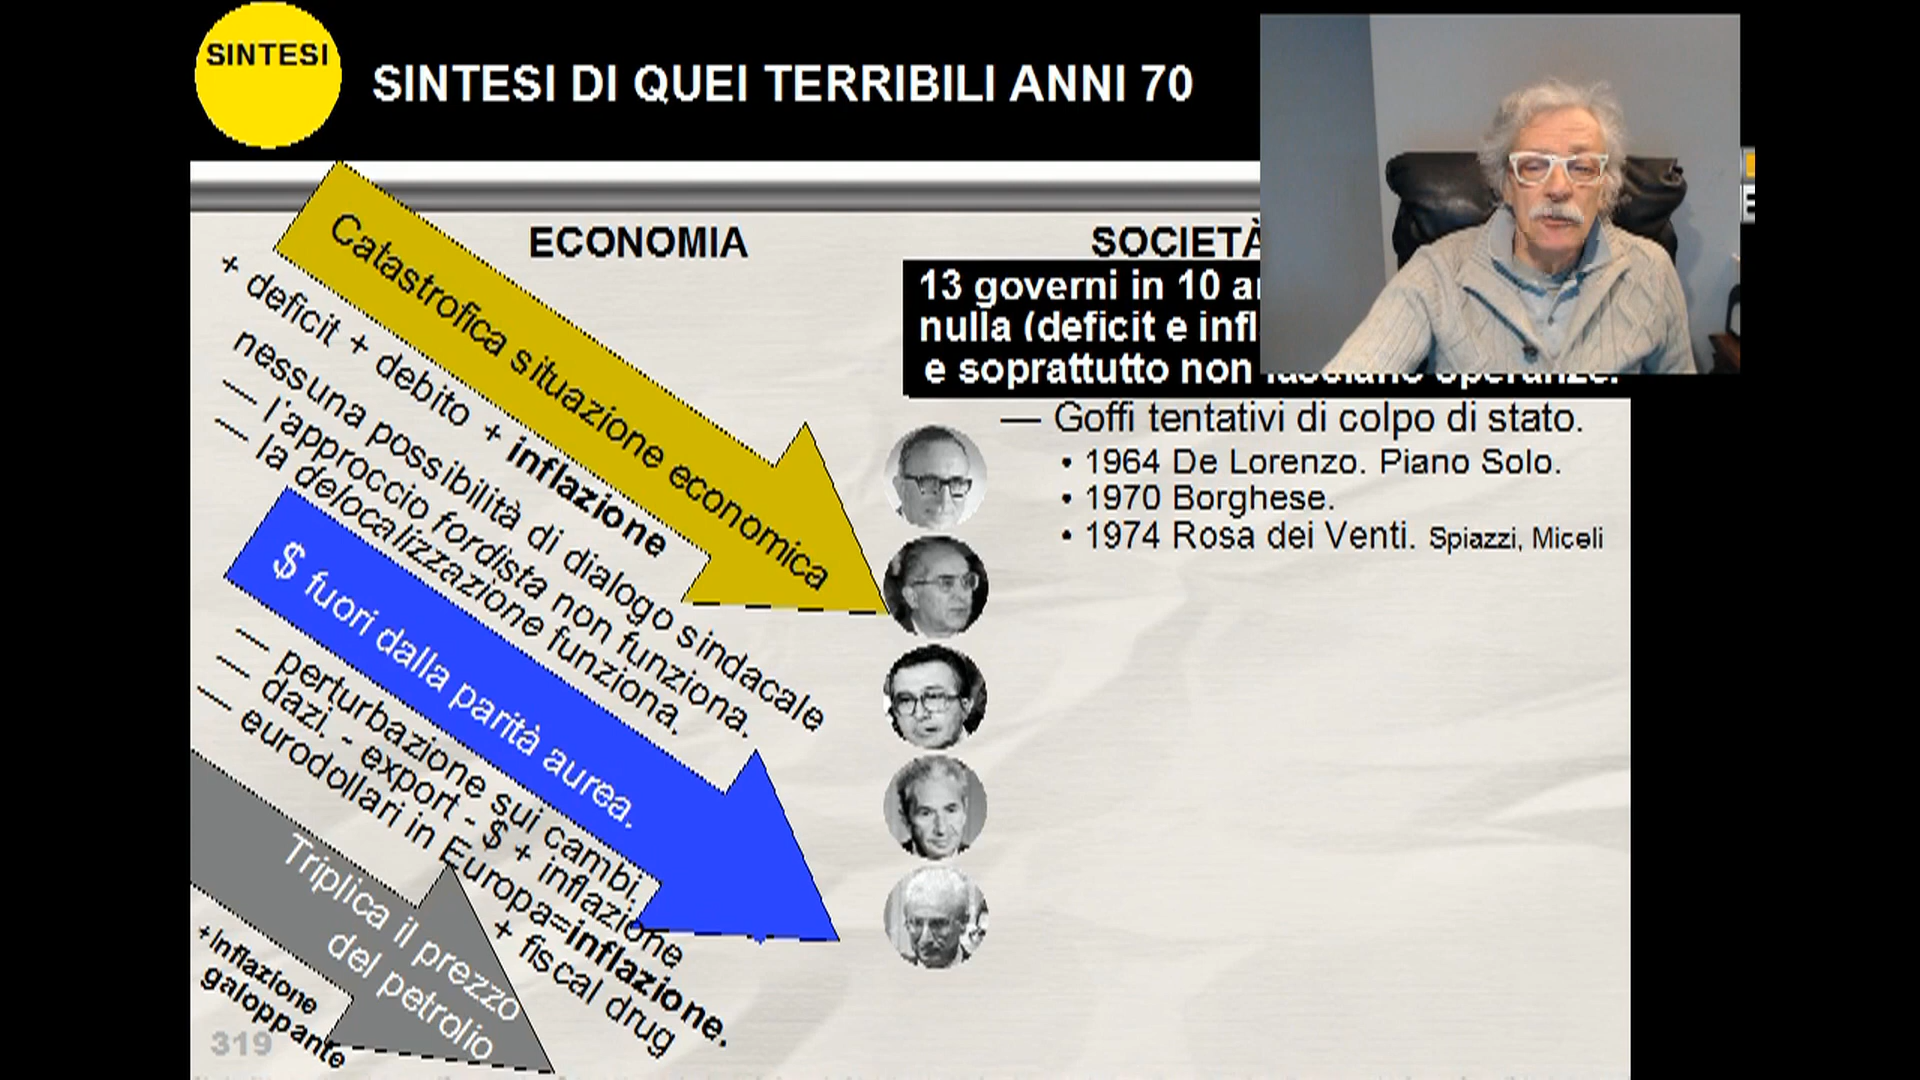 SINTESI
SINTESI DI QUEI TERRIBILI ANNI 70
ECONOMIA
Catastrofica situazione economica
+ deficit + debito + inflazione
nessuna possibilità di dialogo sindacale
— l'approccio fordista non funziona.
— la delocalizzazione funziona.
$ fuori dalla parità aurea.
— perturbazione sui cambi.
— dazi. - export - $ + inflazione
— eurodollari in Europa=inflazione.
+ fiscal drug
Triplica il prezzo
del petrolio
+Inflazione
galoppante
319
SOCIETÀ
13 governi in 10
nulla (deficit e
e soprattutto non
— Goffi tentativi di colpo di stato.
• 1964 De Lorenzo. Piano Solo.
• 1970 Borghese.
• 1974 Rosa dei Venti. Spiazzi, Miceli